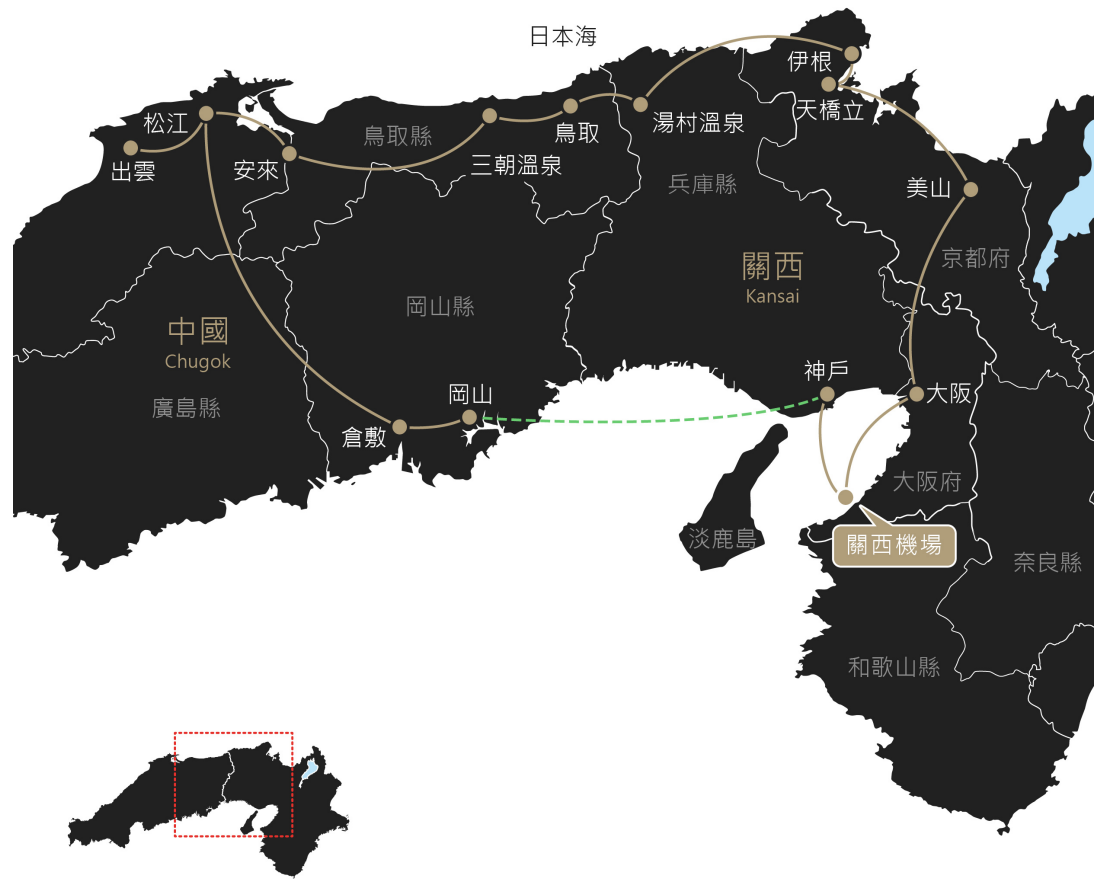 日本海
伊根
天橋立
松江
出雲
安來
鳥取縣
三朝溫泉
鳥取
湯村溫泉
兵庫縣
美山
京都府
關西
Kansai
岡山縣
中國
Chugok
廣島縣
倉敷
岡山
神戶
大阪
大阪府
淡鹿島
關西機場
奈良縣
和歌山縣